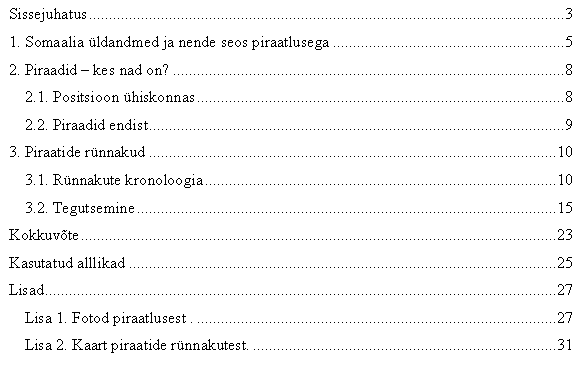 Sissejuhatus 3
1. Somaalia üldandmed ja nende seos piraatlusega 5
2. Piraadid – kes nad on? 8
2.1. Positsioon ühiskonnas 8
2.2. Piraadid endist 9
3. Piraatide rünnakud 10
3.1. Rünnakute kronoloogia 10
3.2. Tegutsemine 15
Kokkuvõte 23
Kasutatud alllikad 25
Lisad 27
Lisa 1. Fotod piraatlusest . 27
Lisa 2. Kaart piraatide rünnakutest. 31